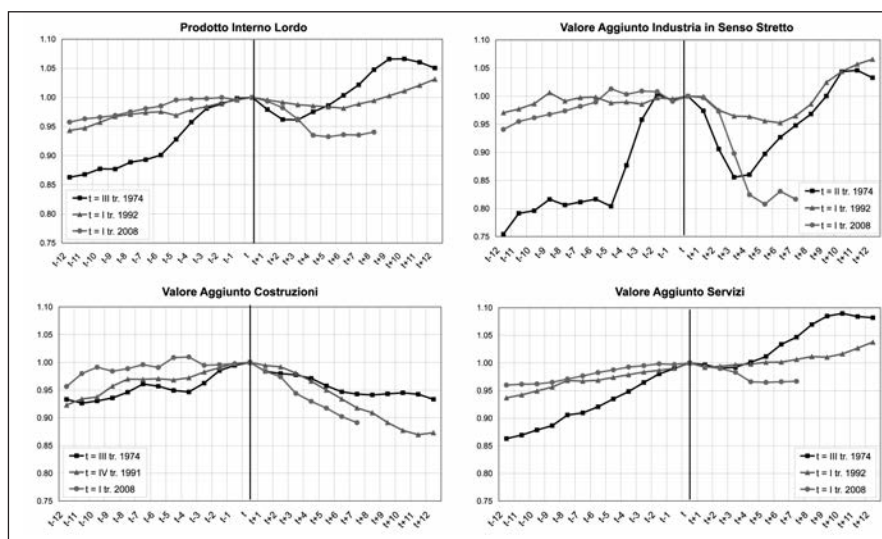 Prodotto Interno Lordo
1.10
1.05
1.00
0.95
0.90
0.85
0.80
0.75
t = III tr. 1974
t = I tr. 1992
t = I tr. 2008
t-12 t-11 t-10 t-9 t-8 t-7 t-6 t-5 t-4 t-3 t-2 t-1 t t+1 t+2 t+3 t+4 t+5 t+6 t+7 t+8 t+9 t+10 t+11 t+12
Valore Aggiunto Industria in Senso Stretto
1.10
1.05
1.00
0.95
0.90
0.85
0.80
0.75
t = II tr. 1974
t = I tr. 1992
t = I tr. 2008
t-12 t-11 t-10 t-9 t-8 t-7 t-6 t-5 t-4 t-3 t-2 t-1 t t+1 t+2 t+3 t+4 t+5 t+6 t+7 t+8 t+9 t+10 t+11 t+12
Valore Aggiunto Costruzioni
1.10
1.05
1.00
0.95
0.90
0.85
0.80
0.75
t = III tr. 1974
t = IV tr. 1991
t = I tr. 2008
t-12 t-11 t-10 t-9 t-8 t-7 t-6 t-5 t-4 t-3 t-2 t-1 t t+1 t+2 t+3 t+4 t+5 t+6 t+7 t+8 t+9 t+10 t+11 t+12
Valore Aggiunto Servizi
1.10
1.05
1.00
0.95
0.90
0.85
0.80
0.75
t = III tr. 1974
t = I tr. 1992
t = I tr. 2008
t-12 t-11 t-10 t-9 t-8 t-7 t-6 t-5 t-4 t-3 t-2 t-1 t t+1 t+2 t+3 t+4 t+5 t+6 t+7 t+8 t+9 t+10 t+11 t+12